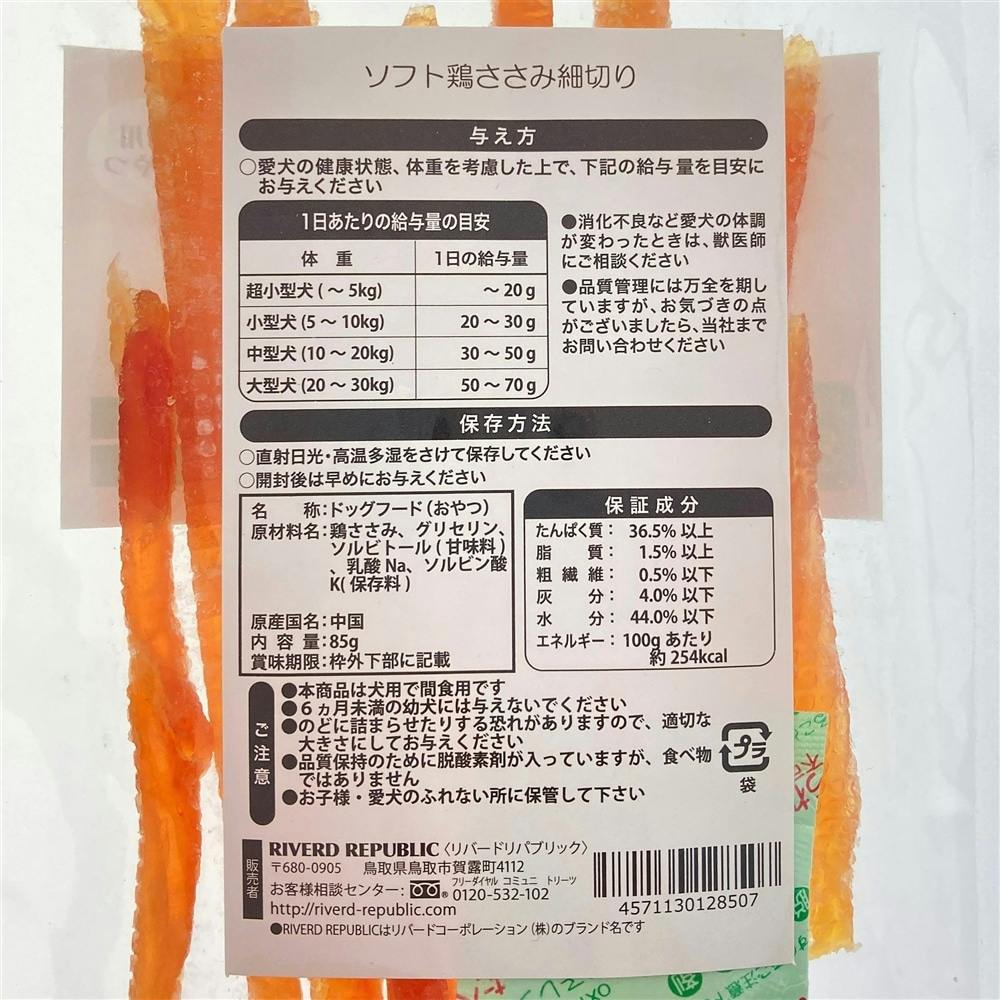 ソフト鶏ささみ細切り
与え方
○愛犬の健康状態、体重を考慮した上で、下記の給与量を目安に
お与えください
1日あたりの給与量の目安
体 重 1日の給与量
超小型犬 (～ 5kg) ～ 20 g
小型犬 (5 ～ 10kg) 20 ～ 30 g
中型犬 (10 ～ 20kg) 30 ～ 50 g
大型犬 (20 ～ 30kg) 50 ～ 70 g
●消化不良など愛犬の体調
が変わったときは、獣医師
にご相談ください
●品質管理には万全を期し
ていますが、お気づきの点
がございましたら、当社まで
お問い合わせください
保存方法
○直射日光・高温多湿をさけて保存してください
○開封後は早めにお与えください
名 称:ドッグフード(おやつ)
原材料名:鶏ささみ、グリセリン、
ソルビトール(甘味料)
、乳酸 Na、ソルビン酸
K(保存料)
原産国名:中国
内 容 量:85g
賞味期限:枠外下部に記載
保証成分
たんぱく質: 36.5% 以上
脂 質: 1.5% 以上
粗 繊 維: 0.5% 以下
灰 分: 4.0% 以下
水 分: 44.0% 以下
エネルギー: 100g あたり
約 254kcal
ご注意
●本商品は犬用で間食用です
●6ヵ月未満の幼犬には与えないでください
●のどに詰まらせたりする恐れがありますので、適切な
大きさにしてお与えください
●品質保持のために脱酸素剤が入っていますが、食べ物
ではありません
●お子様・愛犬のふれない所に保管して下さい
プラ
袋
販売者
RIVERD REPUBLIC〈リバードリパブリック〉
〒680-0905 鳥取県鳥取市賀露町4112
フリーダイヤル コミュニ トリーツ
お客様相談センター: ® 0120-532-102
http://riverd-republic.com
●RIVERD REPUBLICはリバードコーポレーション(株)のブランド名です
4571130128507